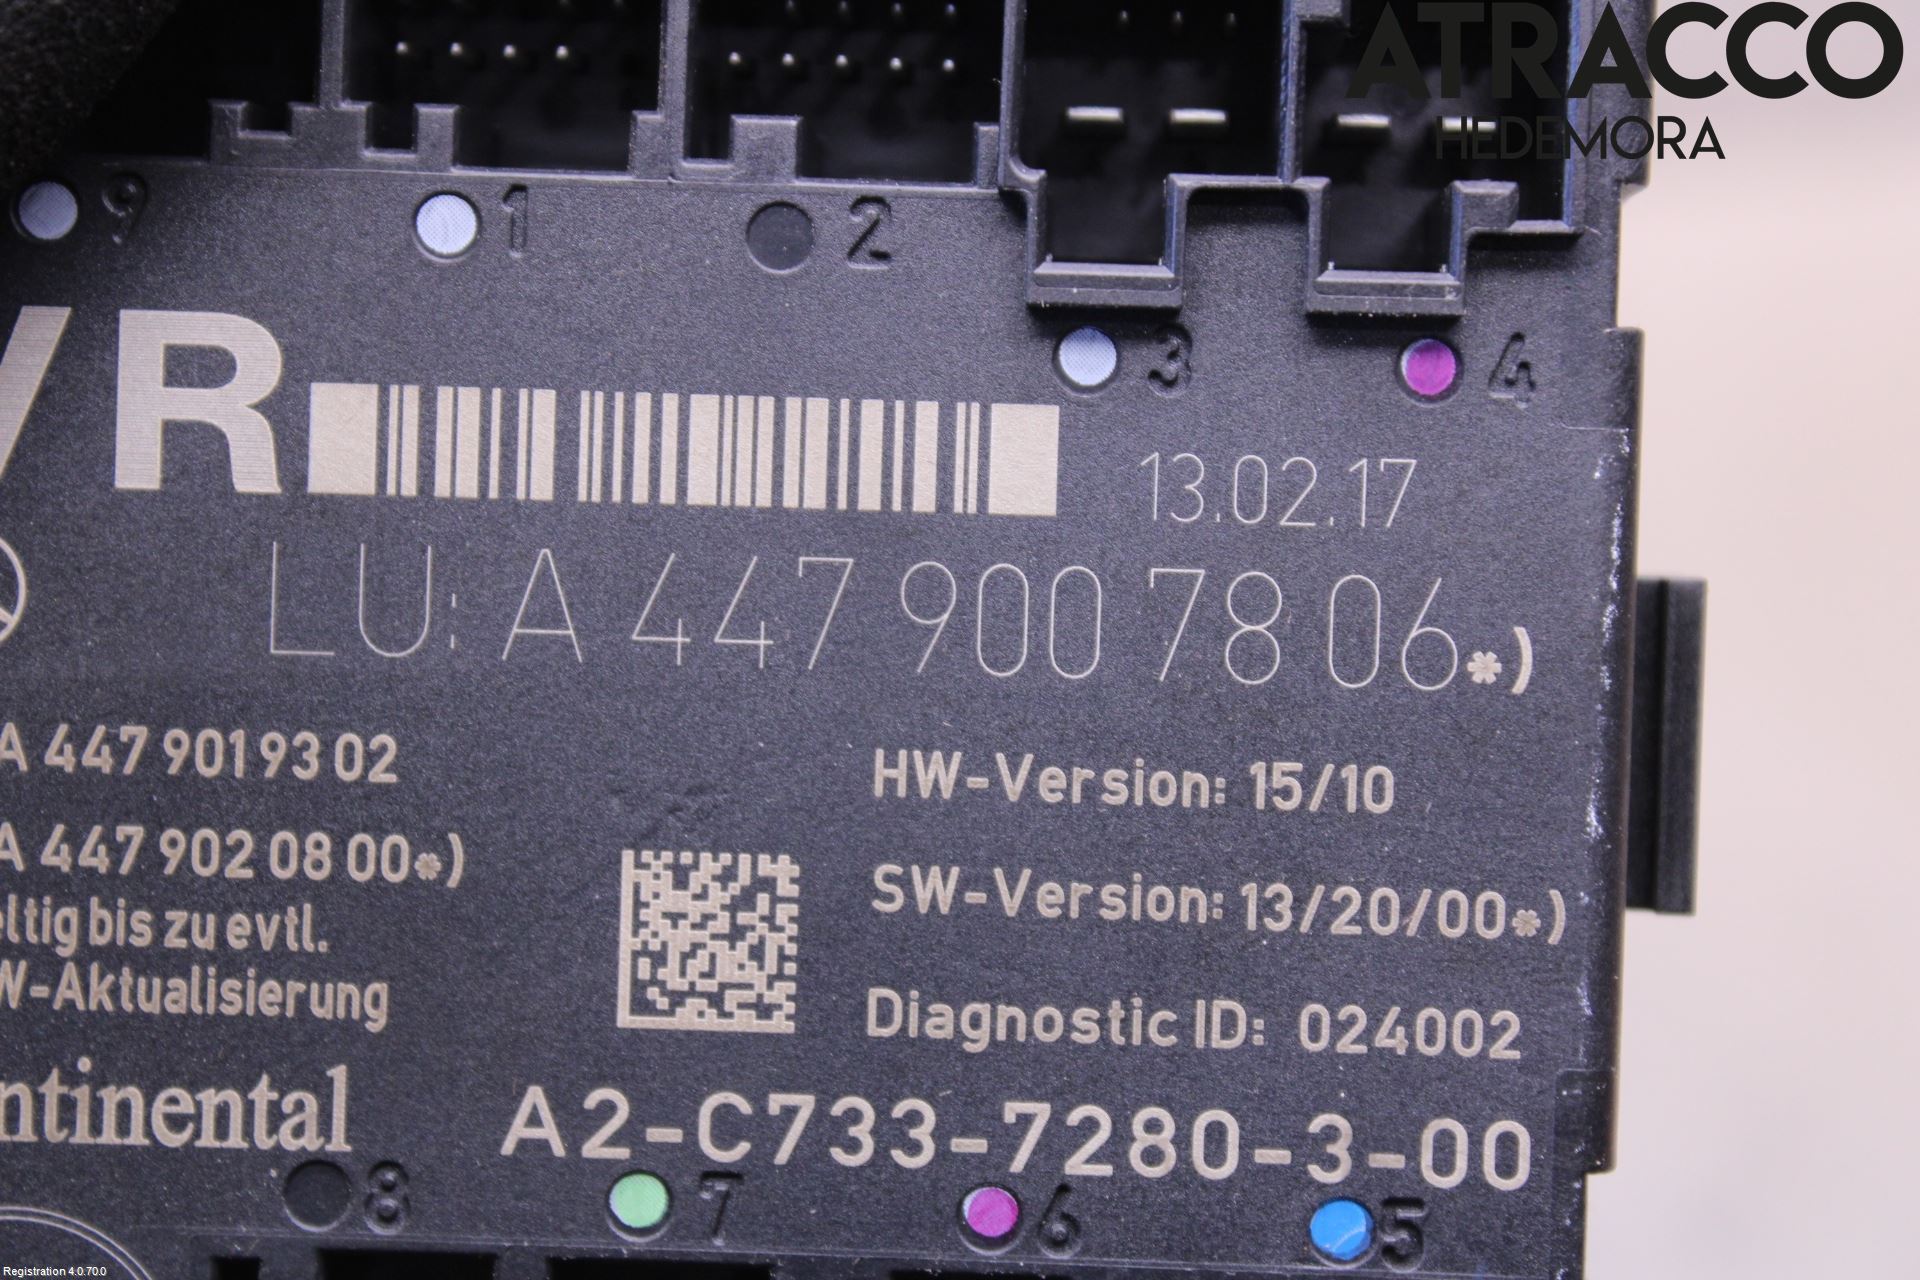 ATRACCO
HEDEMORA
9 1 2
3 4
VR
13.02.17
LU: A 447 900 78 06*)
A 447 901 93 02
HW-Version: 15/10
A 447 902 08 00*)
SW-Version: 13/20/00*)
eltig bis zu evtl.
W-Aktualisierung
Diagnostic ID: 024002
ntinental
A2-C733-7280-3-00
8 7 6 5
Registration 4.0.70.0